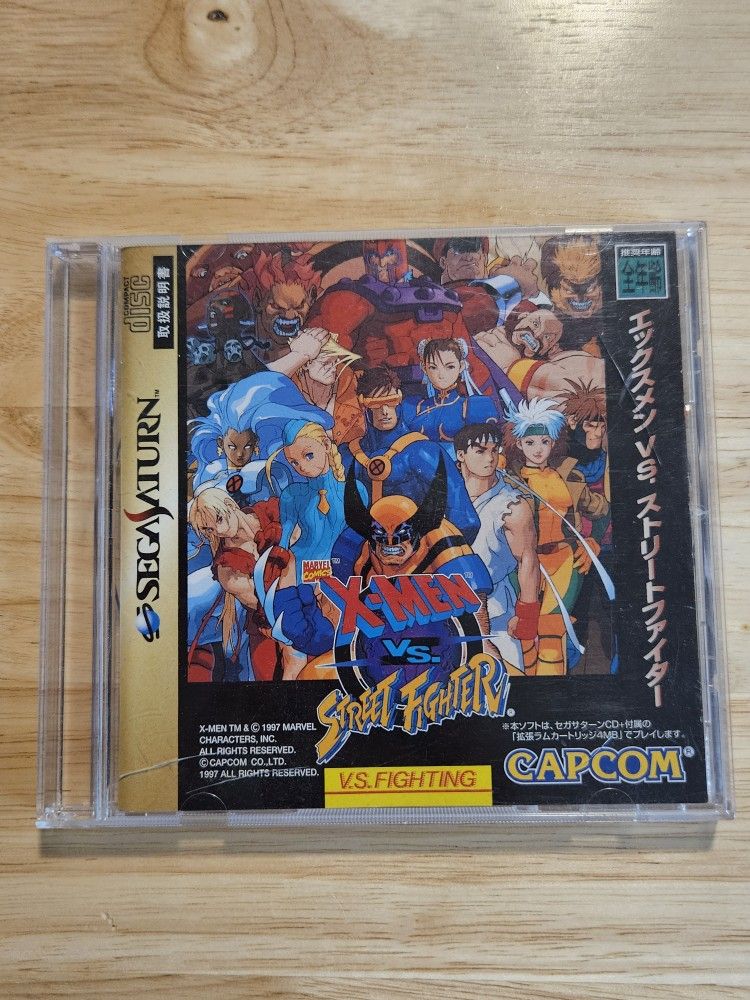 COMPACT
disc
取扱説明書
SEGA SATURN™
推奨年齢
全年齢
エックスメン VS. ストリートファイター
MARVEL
COMICS
X-MEN™
VS.
STREET FIGHTER®
X-MEN TM & © 1997 MARVEL
CHARACTERS, INC.
ALL RIGHTS RESERVED.
© CAPCOM CO.,LTD.
1997 ALL RIGHTS RESERVED.
※本ソフトは、セガサターンCD+付属の
「拡張ラムカートリッジ4MB」でプレイします。
V.S. FIGHTING
CAPCOM®